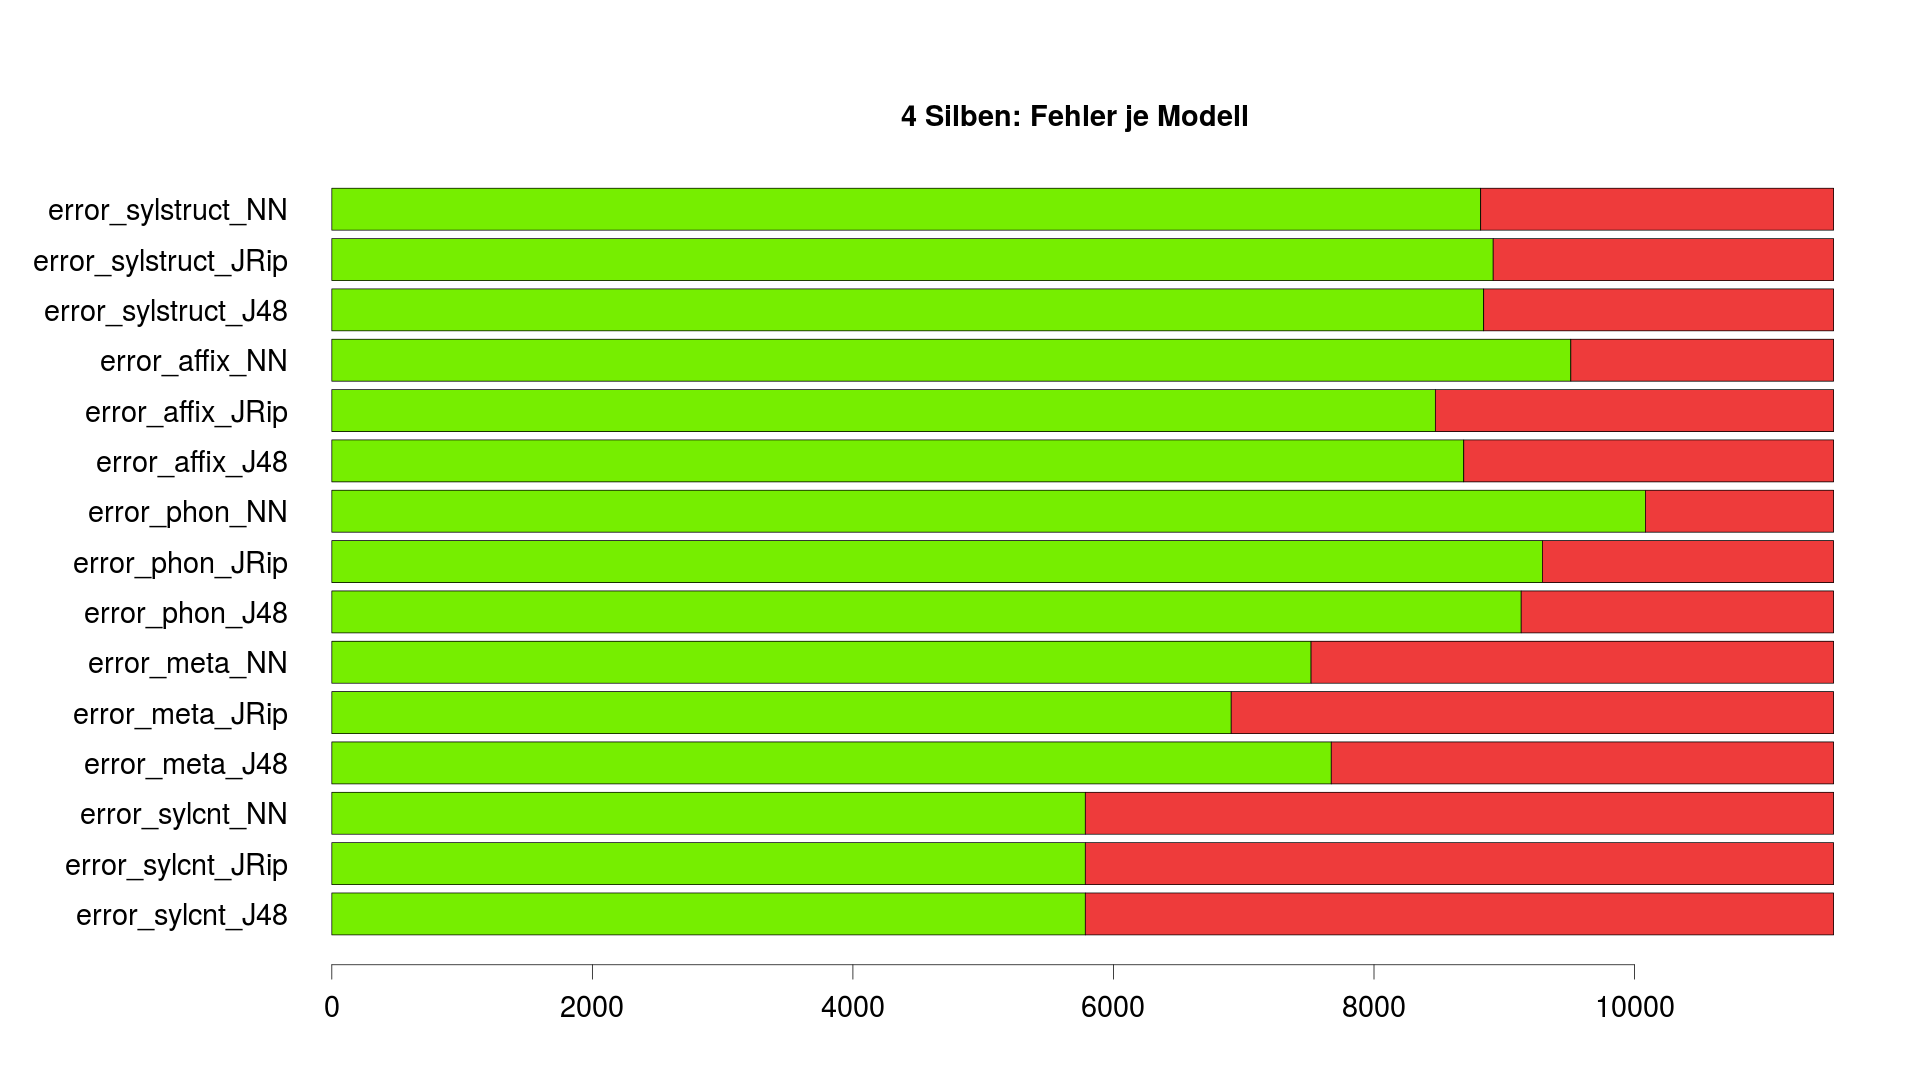 4 Silben: Fehler je Modell
error_sylstruct_NN
error_sylstruct_JRip
error_sylstruct_J48
error_affix_NN
error_affix_JRip
error_affix_J48
error_phon_NN
error_phon_JRip
error_phon_J48
error_meta_NN
error_meta_JRip
error_meta_J48
error_sylcnt_NN
error_sylcnt_JRip
error_sylcnt_J48
0 2000 4000 6000 8000 10000